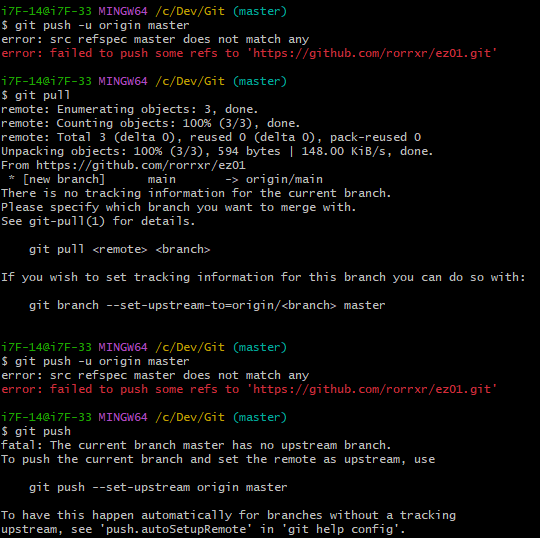 i7F-14@i7F-33 MINGW64 /c/Dev/Git (master)
$ git push -u origin master
error: src refspec master does not match any
error: failed to push some refs to 'https://github.com/rorrxr/ez01.git'
i7F-14@i7F-33 MINGW64 /c/Dev/Git (master)
$ git pull
remote: Enumerating objects: 3, done.
remote: Counting objects: 100% (3/3), done.
remote: Total 3 (delta 0), reused 0 (delta 0), pack-reused 0
Unpacking objects: 100% (3/3), 594 bytes | 148.00 KiB/s, done.
From https://github.com/rorrxr/ez01
 * [new branch]      main       -> origin/main
There is no tracking information for the current branch.
Please specify which branch you want to merge with.
See git-pull(1) for details.
    git pull <remote> <branch>
If you wish to set tracking information for this branch you can do so with:
    git branch --set-upstream-to=origin/<branch> master
i7F-14@i7F-33 MINGW64 /c/Dev/Git (master)
$ git push -u origin master
error: src refspec master does not match any
error: failed to push some refs to 'https://github.com/rorrxr/ez01.git'
i7F-14@i7F-33 MINGW64 /c/Dev/Git (master)
$ git push
fatal: The current branch master has no upstream branch.
To push the current branch and set the remote as upstream, use
    git push --set-upstream origin master
To have this happen automatically for branches without a tracking
upstream, see 'push.autoSetupRemote' in 'git help config'.